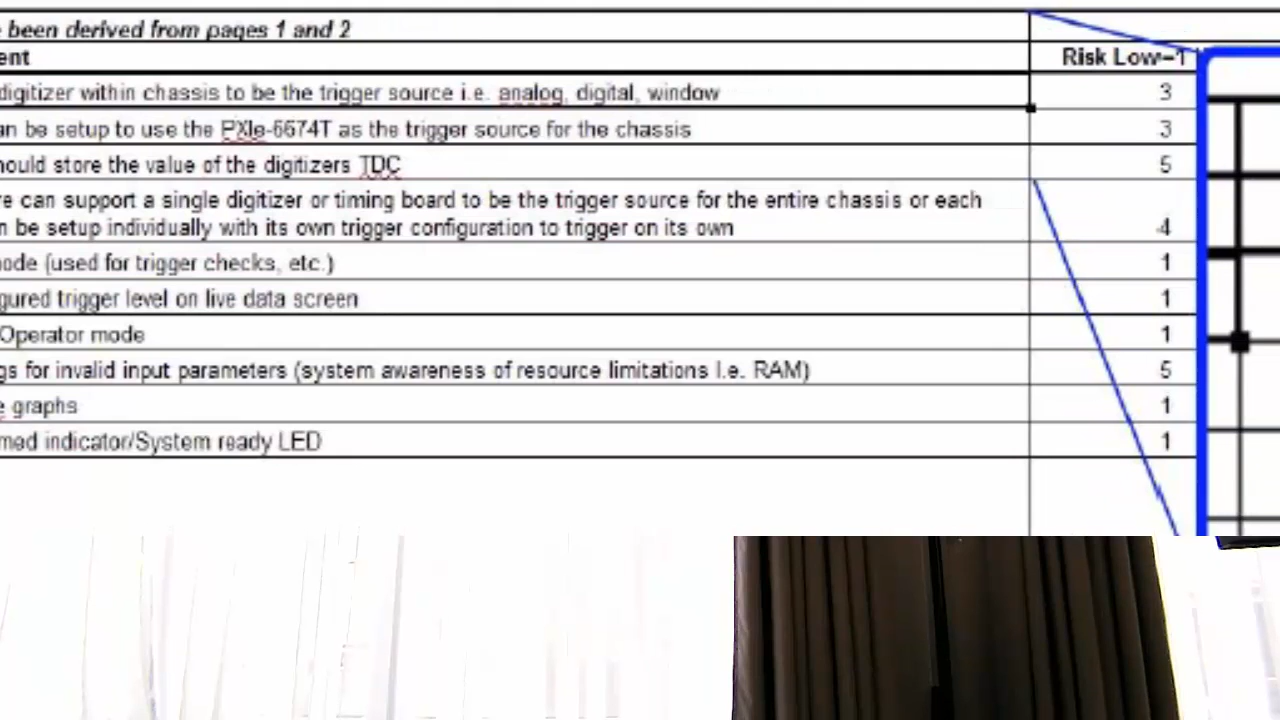 been derived from pages 1 and 2
ent
Risk Low–1
digitizer within chassis to be the trigger source i.e. analog, digital, window
3
an be setup to use the PXIe-6674T as the trigger source for the chassis
3
hould store the value of the digitizers TDC
5
re can support a single digitizer or timing board to be the trigger source for the entire chassis or each
n be setup individually with its own trigger configuration to trigger on its own
4
ode (used for trigger checks, etc.)
1
gured trigger level on live data screen
1
Operator mode
1
gs for invalid input parameters (system awareness of resource limitations I.e. RAM)
5
e graphs
1
med indicator/System ready LED
1